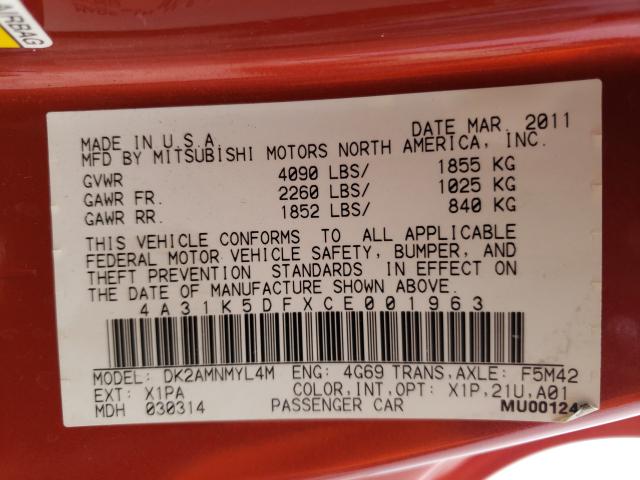 MADE IN U.S.A DATE MAR. 2011
MFD BY MITSUBISHI MOTORS NORTH AMERICA, INC.
GVWR 4090 LBS/ 1855 KG
GAWR FR. 2260 LBS/ 1025 KG
GAWR RR. 1852 LBS/ 840 KG
THIS VEHICLE CONFORMS TO ALL APPLICABLE
FEDERAL MOTOR VEHICLE SAFETY, BUMPER, AND
THEFT PREVENTION STANDARDS IN EFFECT ON
THE DATE OF MANUFACTURE SHOWN ABOVE.
4A31K5DFXCE001963
MODEL: DK2AMNMYL4M ENG: 4G69 TRANS,AXLE: F5M42
EXT: X1PA COLOR,INT,OPT: X1P,21U,A01
MDH 030314 PASSENGER CAR MU00124